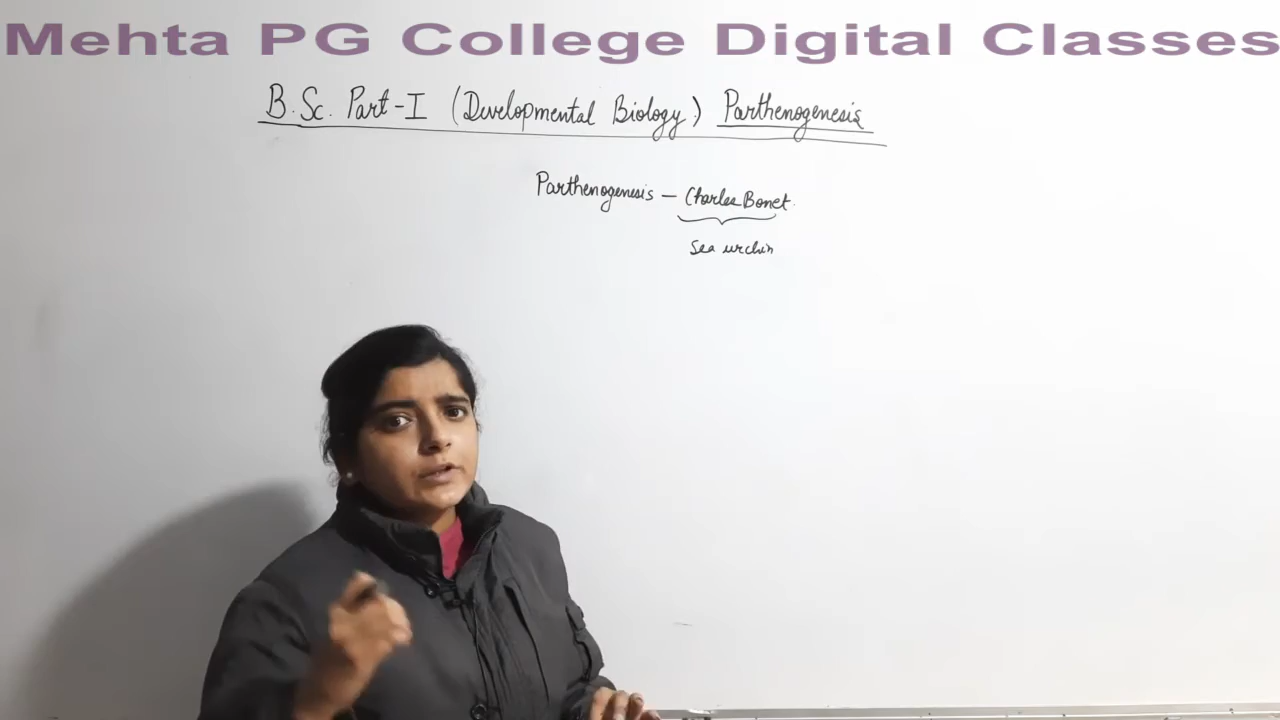 Mehta PG College Digital Classes
B.Sc. Part-I (Developmental Biology) Parthenogenesis
Parthenogenesis – Charles Bonet.
Sea urchin